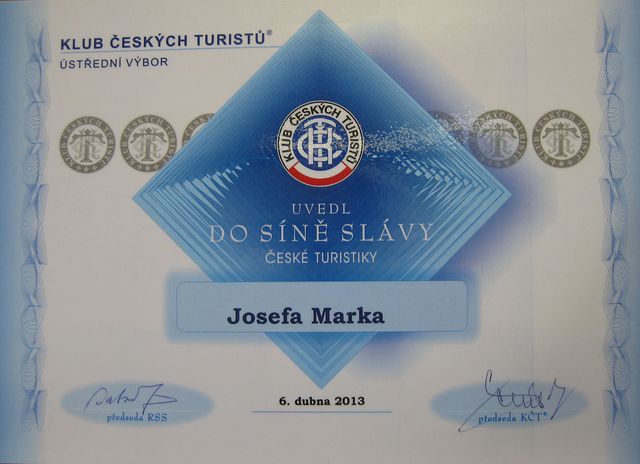 KLUB ČESKÝCH TURISTŮ®
ÚSTŘEDNÍ VÝBOR
KLUB ČESKÝCH TURISTŮ
UVEDL
DO SÍNĚ SLÁVY
ČESKÉ TURISTIKY
Josefa Marka
6. dubna 2013
předseda RSS
předseda KČT®